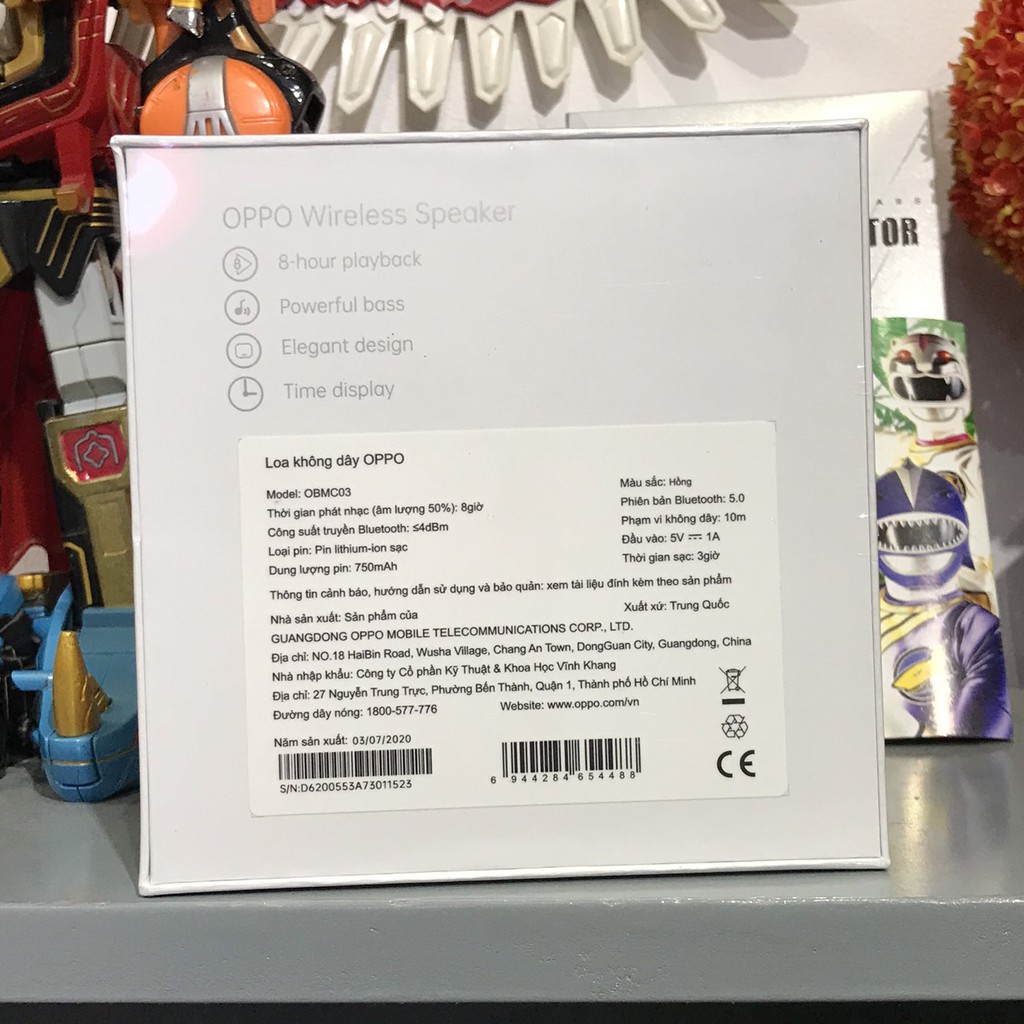 OPPO Wireless Speaker
8-hour playback
Powerful bass
Elegant design
Time display
TOR
Loa không dây OPPO
Model: OBMC03
Thời gian phát nhạc (âm lượng 50%): 8giờ
Công suất truyền Bluetooth: ≤4dBm
Loại pin: Pin lithium-ion sạc
Dung lượng pin: 750mAh
Màu sắc: Hồng
Phiên bản Bluetooth: 5.0
Phạm vi không dây: 10m
Đầu vào: 5V ⎓ 1A
Thời gian sạc: 3giờ
Thông tin cảnh báo, hướng dẫn sử dụng và bảo quản: xem tài liệu đính kèm theo sản phẩm
Nhà sản xuất: Sản phẩm của
Xuất xứ: Trung Quốc
GUANGDONG OPPO MOBILE TELECOMMUNICATIONS CORP., LTD.
Địa chỉ: NO.18 HaiBin Road, Wusha Village, Chang An Town, DongGuan City, Guangdong, China
Nhà nhập khẩu: Công ty Cổ phần Kỹ Thuật & Khoa Học Vĩnh Khang
Địa chỉ: 27 Nguyễn Trung Trực, Phường Bến Thành, Quận 1, Thành phố Hồ Chí Minh
Đường dây nóng: 1800-577-776
Website: www.oppo.com/vn
Năm sản xuất: 03/07/2020
S/N:D6200553A73011523
6 944284 654488
CE